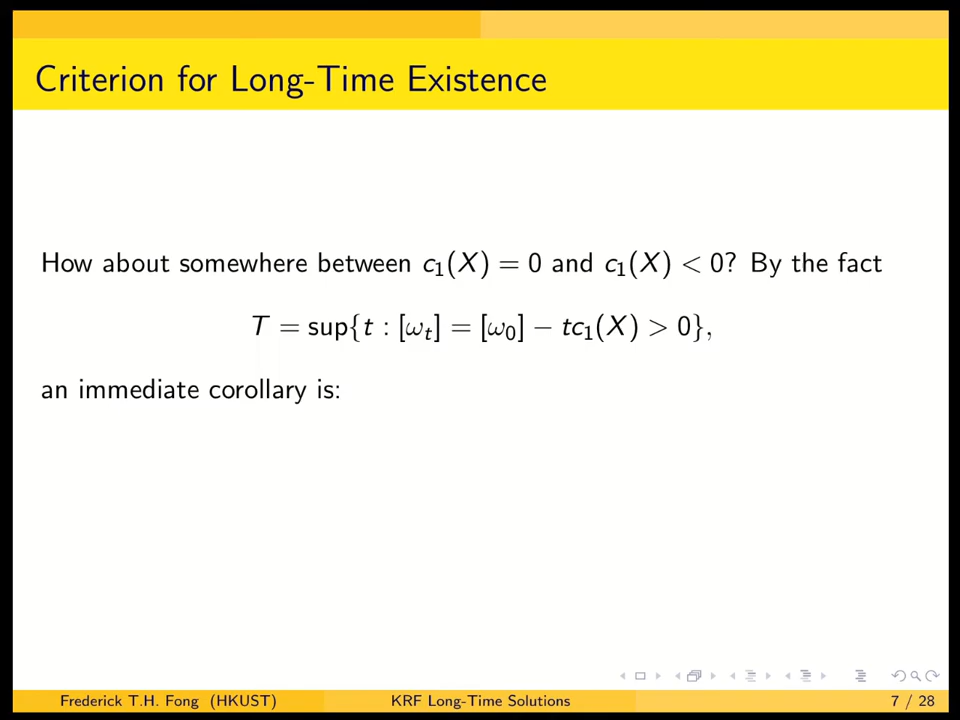 Criterion for Long-Time Existence
How about somewhere between c₁(X) = 0 and c₁(X) < 0? By the fact
T = sup{t : [ωₜ] = [ω₀] − tc₁(X) > 0},
an immediate corollary is:
Frederick T.H. Fong (HKUST) KRF Long-Time Solutions 7 / 28